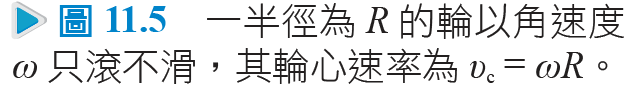 圖 11.5 一半徑為 R 的輪以角速度
ω 只滾不滑，其輪心速率為 υc = ωR。